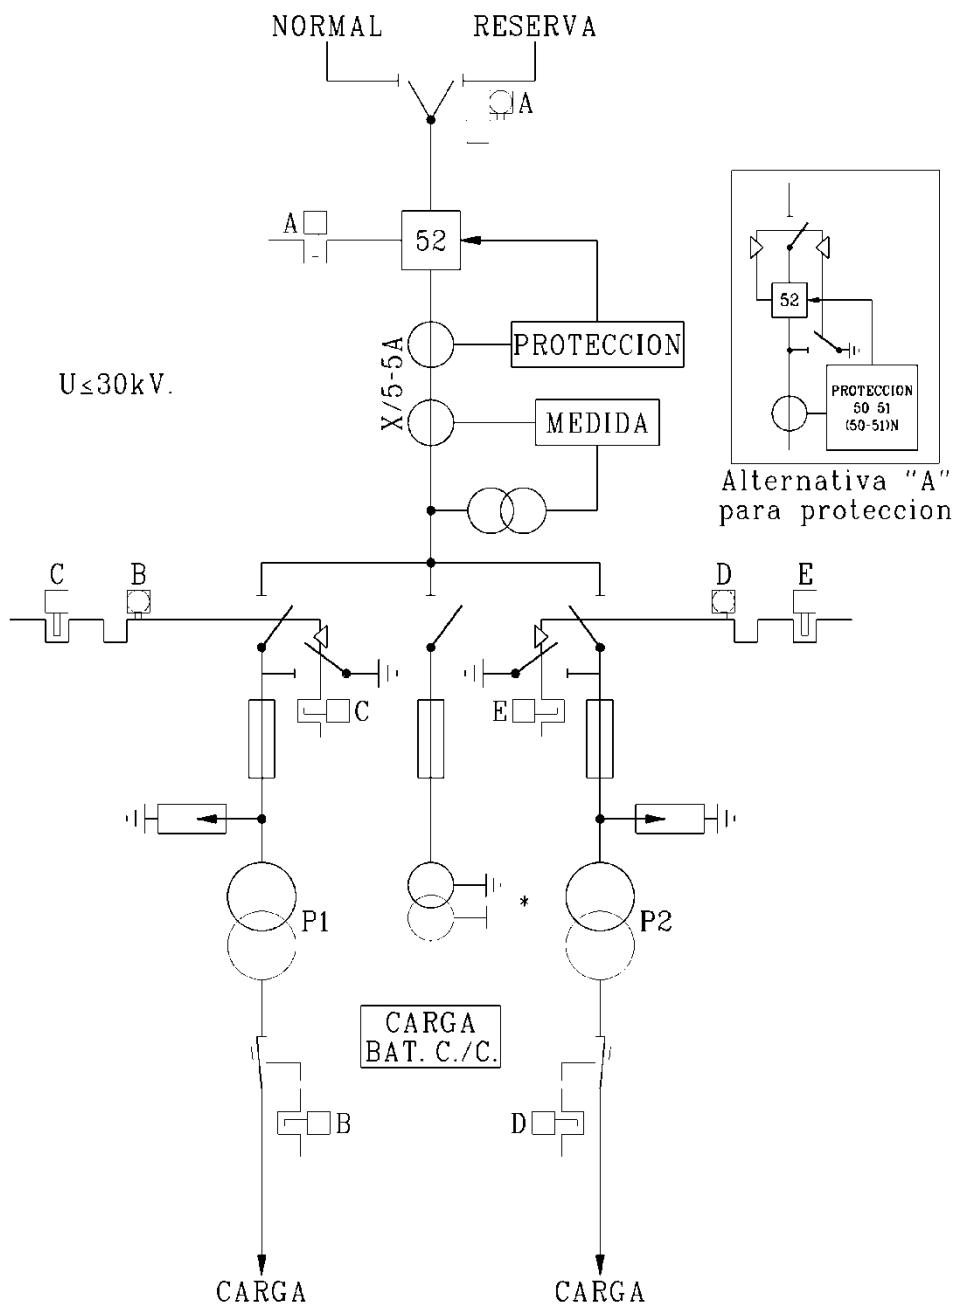 NORMAL
RESERVA
A
A
52
PROTECCION
X/5-5A
U≤30kV.
MEDIDA
52
PROTECCION
50 51
(50-51)N
Alternativa "A"
para proteccion
C
B
D
E
C
E
P1
*
P2
CARGA
BAT. C./C.
B
D
CARGA
CARGA